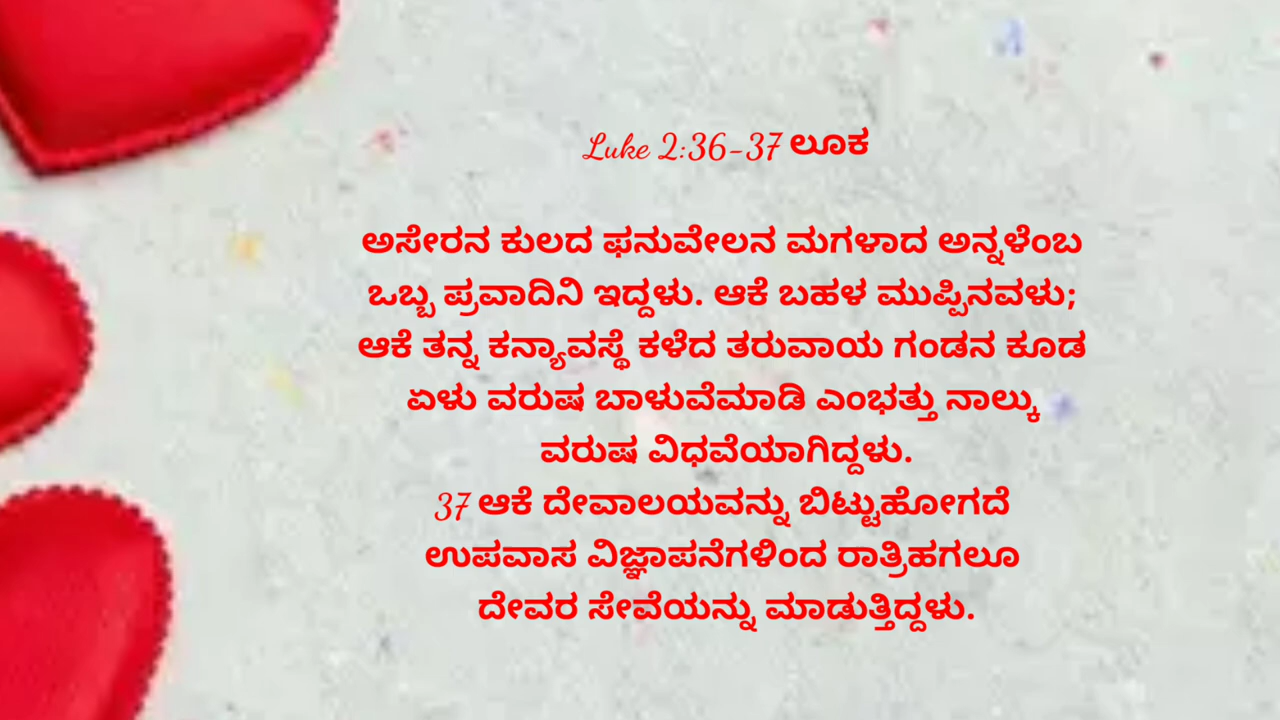 Luke 2:36-37 ಲೂಕ
ಅಸೇರನ ಕುಲದ ಫನುವೇಲನ ಮಗಳಾದ ಅನ್ನಳೆಂಬ
ಒಬ್ಬ ಪ್ರವಾದಿನಿ ಇದ್ದಳು. ಆಕೆ ಬಹಳ ಮುಪ್ಪಿನವಳು;
ಆಕೆ ತನ್ನ ಕನ್ಯಾವಸ್ಥೆ ಕಳೆದ ತರುವಾಯ ಗಂಡನ ಕೂಡ
ಏಳು ವರುಷ ಬಾಳುವೆಮಾಡಿ ಎಂಭತ್ತು ನಾಲ್ಕು
ವರುಷ ವಿಧವೆಯಾಗಿದ್ದಳು.
37 ಆಕೆ ದೇವಾಲಯವನ್ನು ಬಿಟ್ಟುಹೋಗದೆ
ಉಪವಾಸ ವಿಜ್ಞಾಪನೆಗಳಿಂದ ರಾತ್ರಿಹಗಲೂ
ದೇವರ ಸೇವೆಯನ್ನು ಮಾಡುತ್ತಿದ್ದಳು.